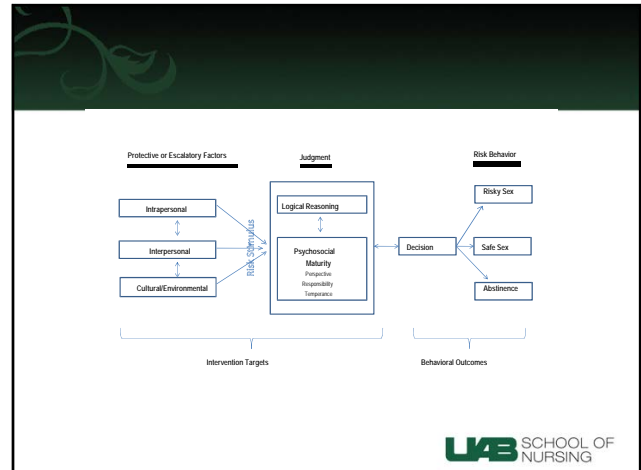 Protective or Escalatory Factors
Judgment
Risk Behavior
Intrapersonal
Interpersonal
Cultural/Environmental
Risk Stimulus
Logical Reasoning
Psychosocial
Maturity
Perspective
Responsibility
Temperance
Decision
Risky Sex
Safe Sex
Abstinence
Intervention Targets
Behavioral Outcomes
UAB SCHOOL OF
NURSING